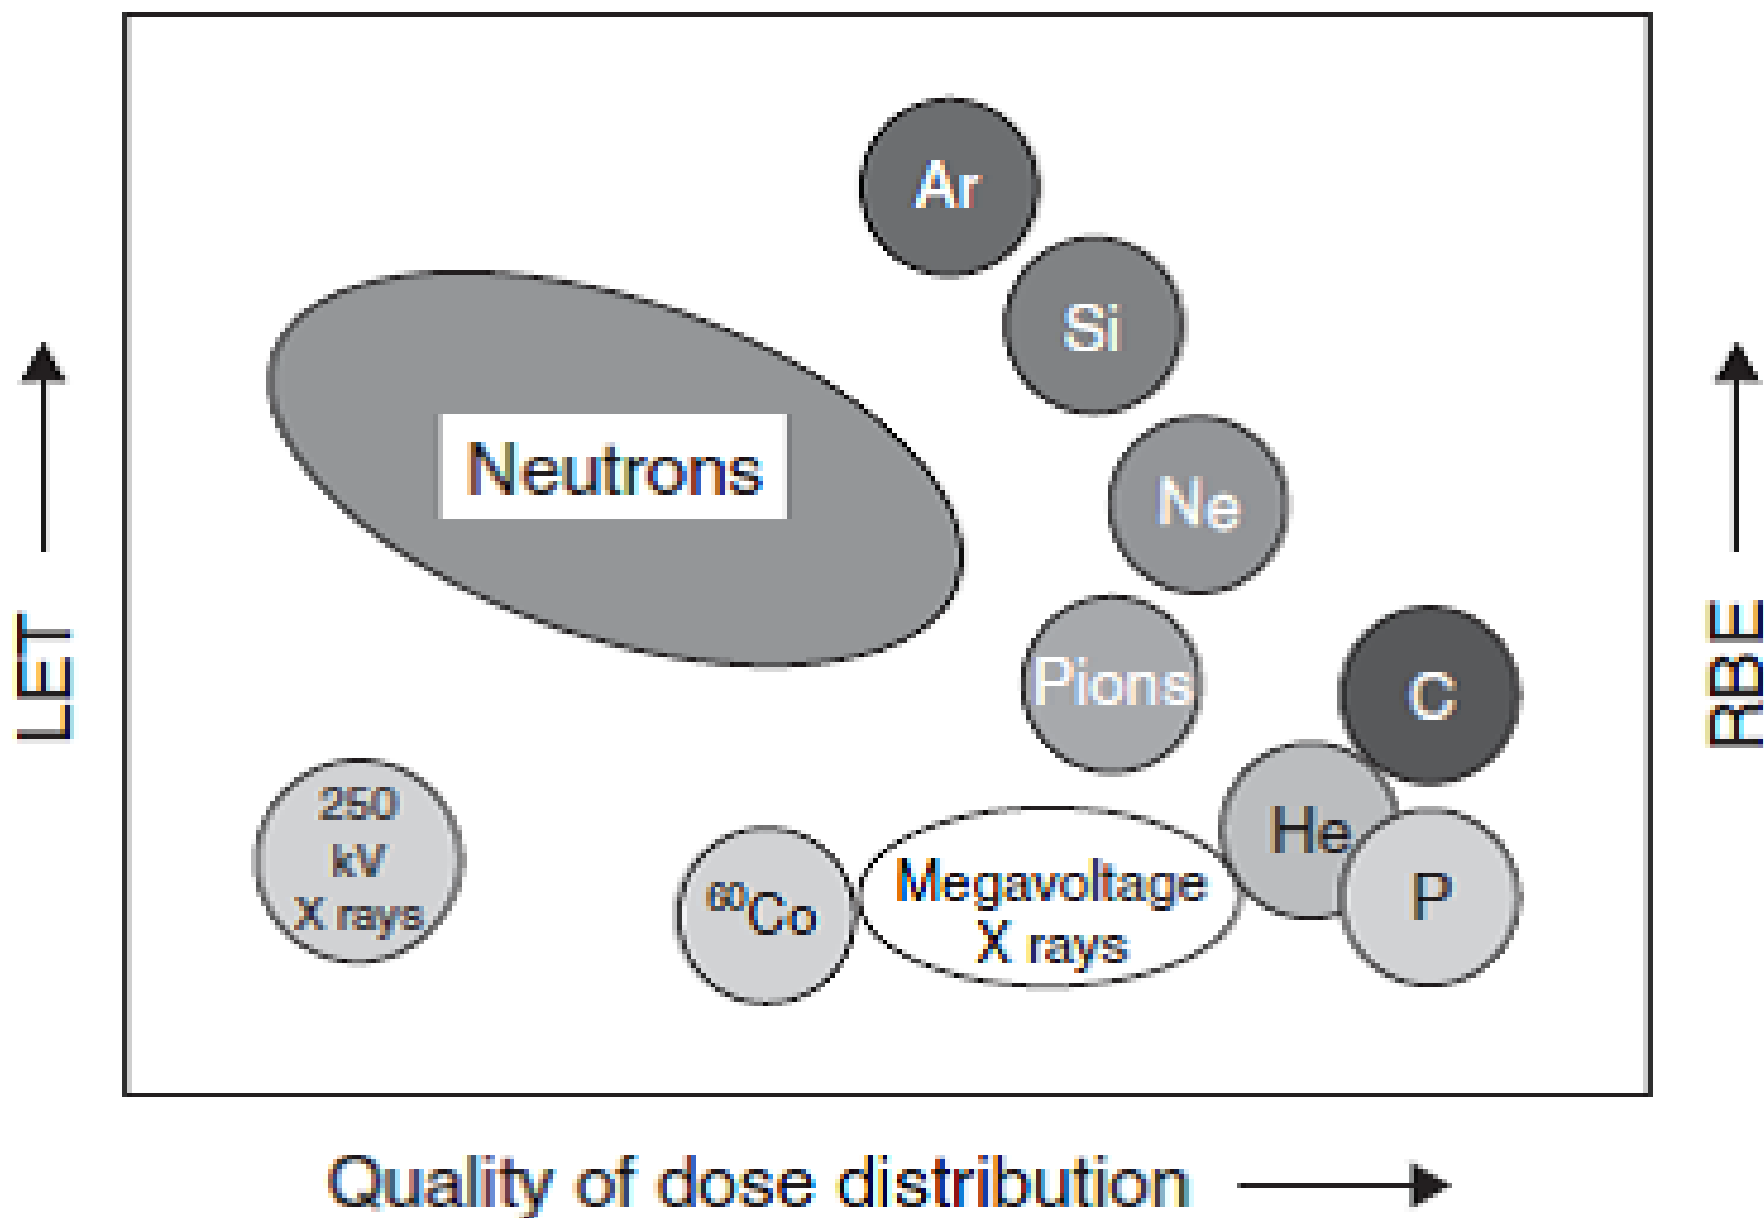 Ar
Si
Neutrons
Ne
LET
RBE
Pions
C
250
kV
X rays
He
60Co
Megavoltage
X rays
P
Quality of dose distribution